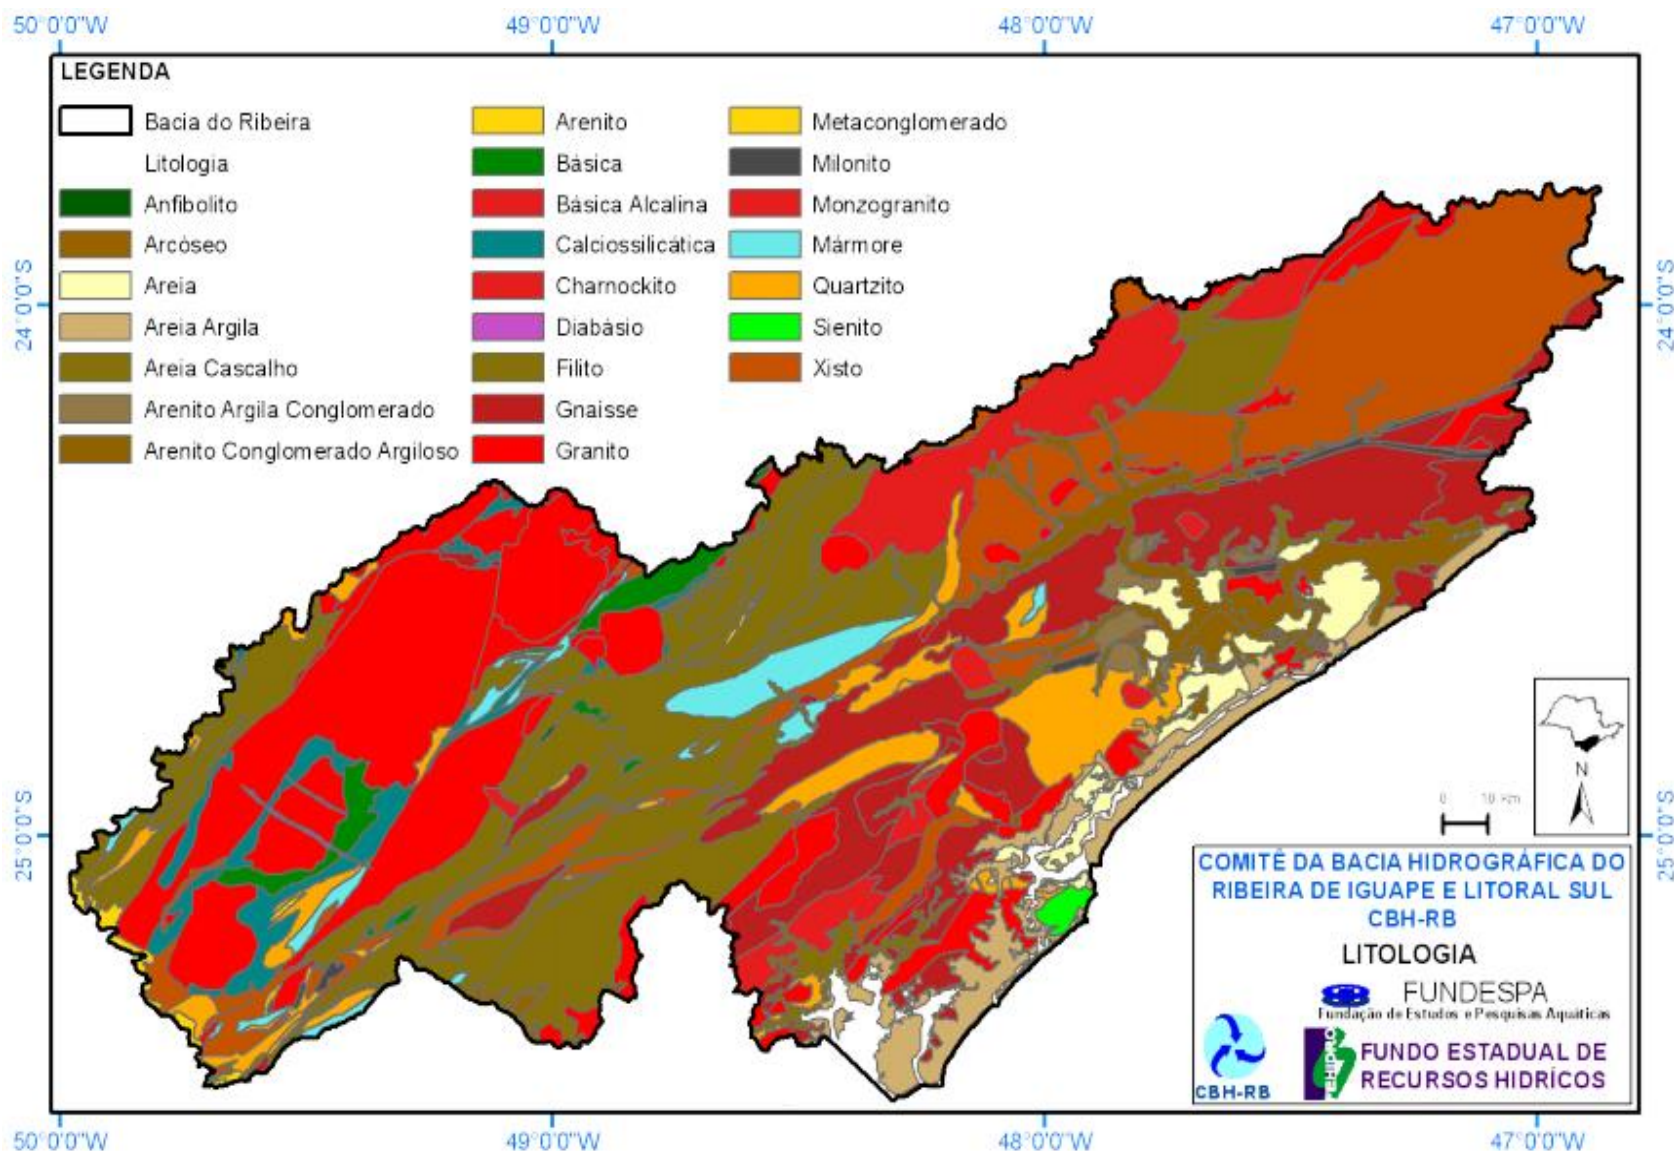 50°0'0"W 49°0'0"W 48°0'0"W 47°0'0"W
LEGENDA
Bacia do Ribeira
Litologia
Anfibolito
Arcóseo
Areia
Areia Argila
Areia Cascalho
Arenito Argila Conglomerado
Arenito Conglomerado Argiloso
Arenito
Básica
Básica Alcalina
Calciossilicática
Charnockito
Diabásio
Filito
Gnaisse
Granito
Metaconglomerado
Milonito
Monzogranito
Mármore
Quartzito
Sienito
Xisto
24°0'0"S
24°0'0"S
25°0'0"S
25°0'0"S
N
0 10 Km
COMITÊ DA BACIA HIDROGRÁFICA DO
RIBEIRA DE IGUAPE E LITORAL SUL
CBH-RB
LITOLOGIA
FUNDESPA
Fundação de Estudos e Pesquisas Aquáticas
CBH-RB
FEHIDRO
FUNDO ESTADUAL DE
RECURSOS HIDRÍCOS
50°0'0"W 49°0'0"W 48°0'0"W 47°0'0"W